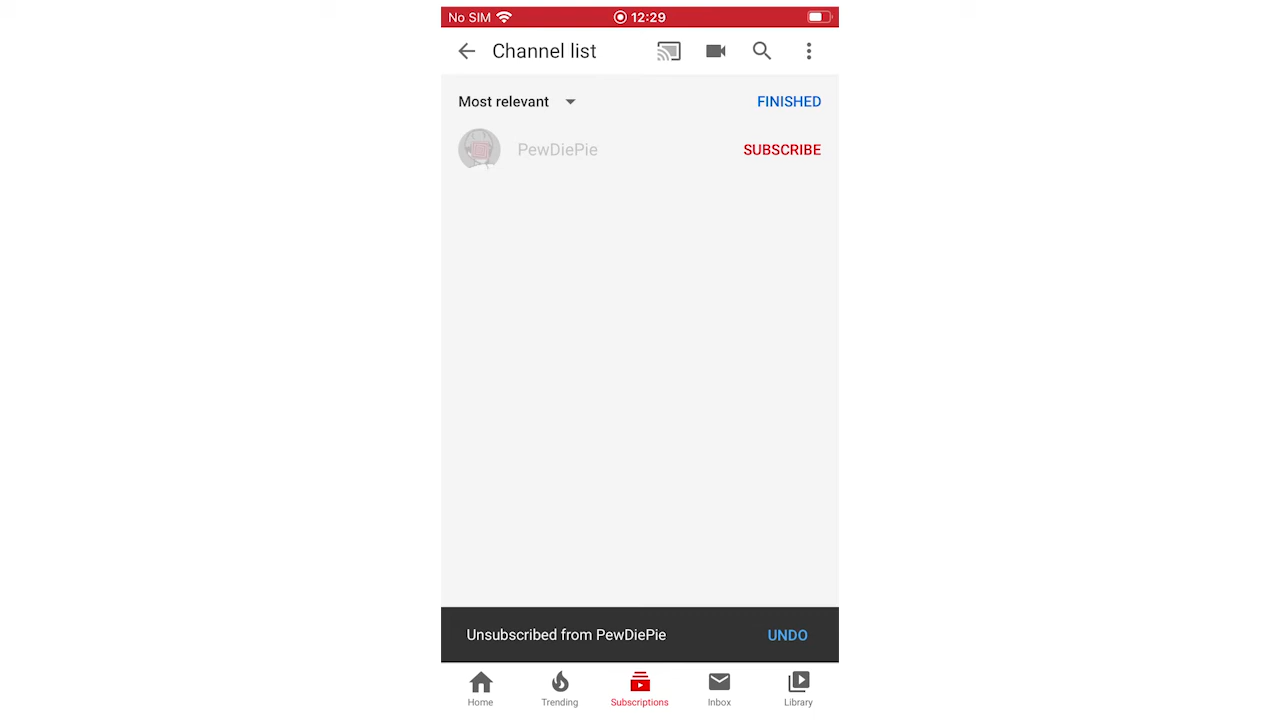 No SIM 12:29
Channel list
Most relevant FINISHED
PewDiePie SUBSCRIBE
Unsubscribed from PewDiePie UNDO
Home Trending Subscriptions Inbox Library